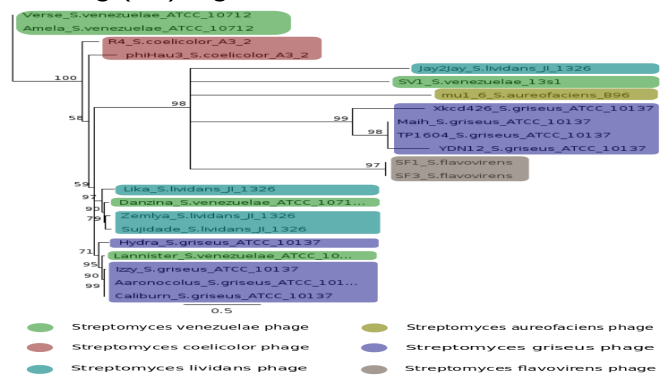 Verse_S.venezuelae_ATCC_10712
Amela_S.venezuelae_ATCC_10712
R4_S.coelicolor_A3_2
phiHau3_S.coelicolor_A3_2
Jay2Jay_S.lividans_JI_1326
100
SV1_S.venezuelae_13s1
mu1_6_S.aureofaciens_B96
98
Xkcd426_S.griseus_ATCC_10137
58
99
Maih_S.griseus_ATCC_10137
98
TP1604_S.griseus_ATCC_10137
YDN12_S.griseus_ATCC_10137
97
SF1_S.flavovirens
SF3_S.flavovirens
59
Lika_S.lividans_JI_1326
97
Danzina_S.venezuelae_ATCC_1071...
90
Zemlya_S.lividans_JI_1326
79
Sujidade_S.lividans_JI_1326
Hydra_S.griseus_ATCC_10137
71
Lannister_S.venezuelae_ATCC_10...
95
Izzy_S.griseus_ATCC_10137
90
Aaronocolus_S.griseus_ATCC_101...
99
Caliburn_S.griseus_ATCC_10137
0.5
Streptomyces venezuelae phage
Streptomyces aureofaciens phage
Streptomyces coelicolor phage
Streptomyces griseus phage
Streptomyces lividans phage
Streptomyces flavovirens phage